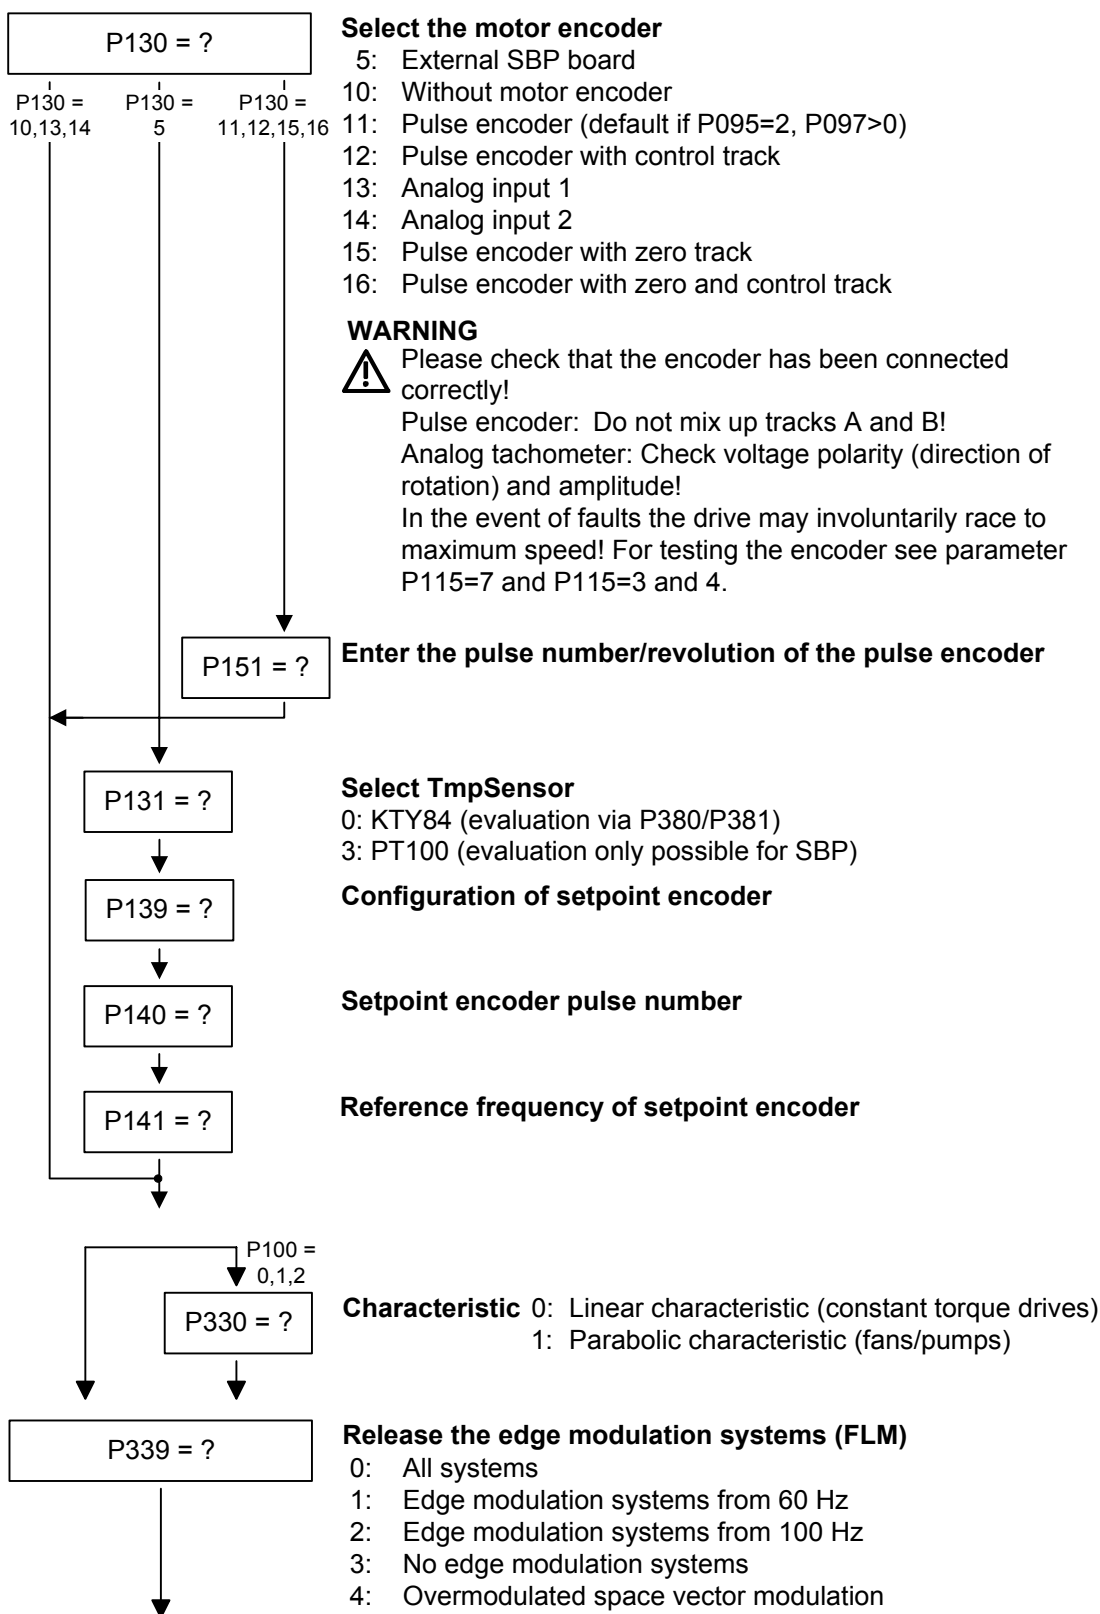 P130 = ?
P130 =
10,13,14
P130 =
5
P130 =
11,12,15,16
Select the motor encoder
5: External SBP board
10: Without motor encoder
11: Pulse encoder (default if P095=2, P097>0)
12: Pulse encoder with control track
13: Analog input 1
14: Analog input 2
15: Pulse encoder with zero track
16: Pulse encoder with zero and control track
WARNING
Please check that the encoder has been connected
correctly!
Pulse encoder: Do not mix up tracks A and B!
Analog tachometer: Check voltage polarity (direction of
rotation) and amplitude!
In the event of faults the drive may involuntarily race to
maximum speed! For testing the encoder see parameter
P115=7 and P115=3 and 4.
P151 = ?
Enter the pulse number/revolution of the pulse encoder
P131 = ?
Select TmpSensor
0: KTY84 (evaluation via P380/P381)
3: PT100 (evaluation only possible for SBP)
P139 = ?
Configuration of setpoint encoder
P140 = ?
Setpoint encoder pulse number
P141 = ?
Reference frequency of setpoint encoder
P100 =
0,1,2
P330 = ?
Characteristic 0: Linear characteristic (constant torque drives)
1: Parabolic characteristic (fans/pumps)
P339 = ?
Release the edge modulation systems (FLM)
0: All systems
1: Edge modulation systems from 60 Hz
2: Edge modulation systems from 100 Hz
3: No edge modulation systems
4: Overmodulated space vector modulation